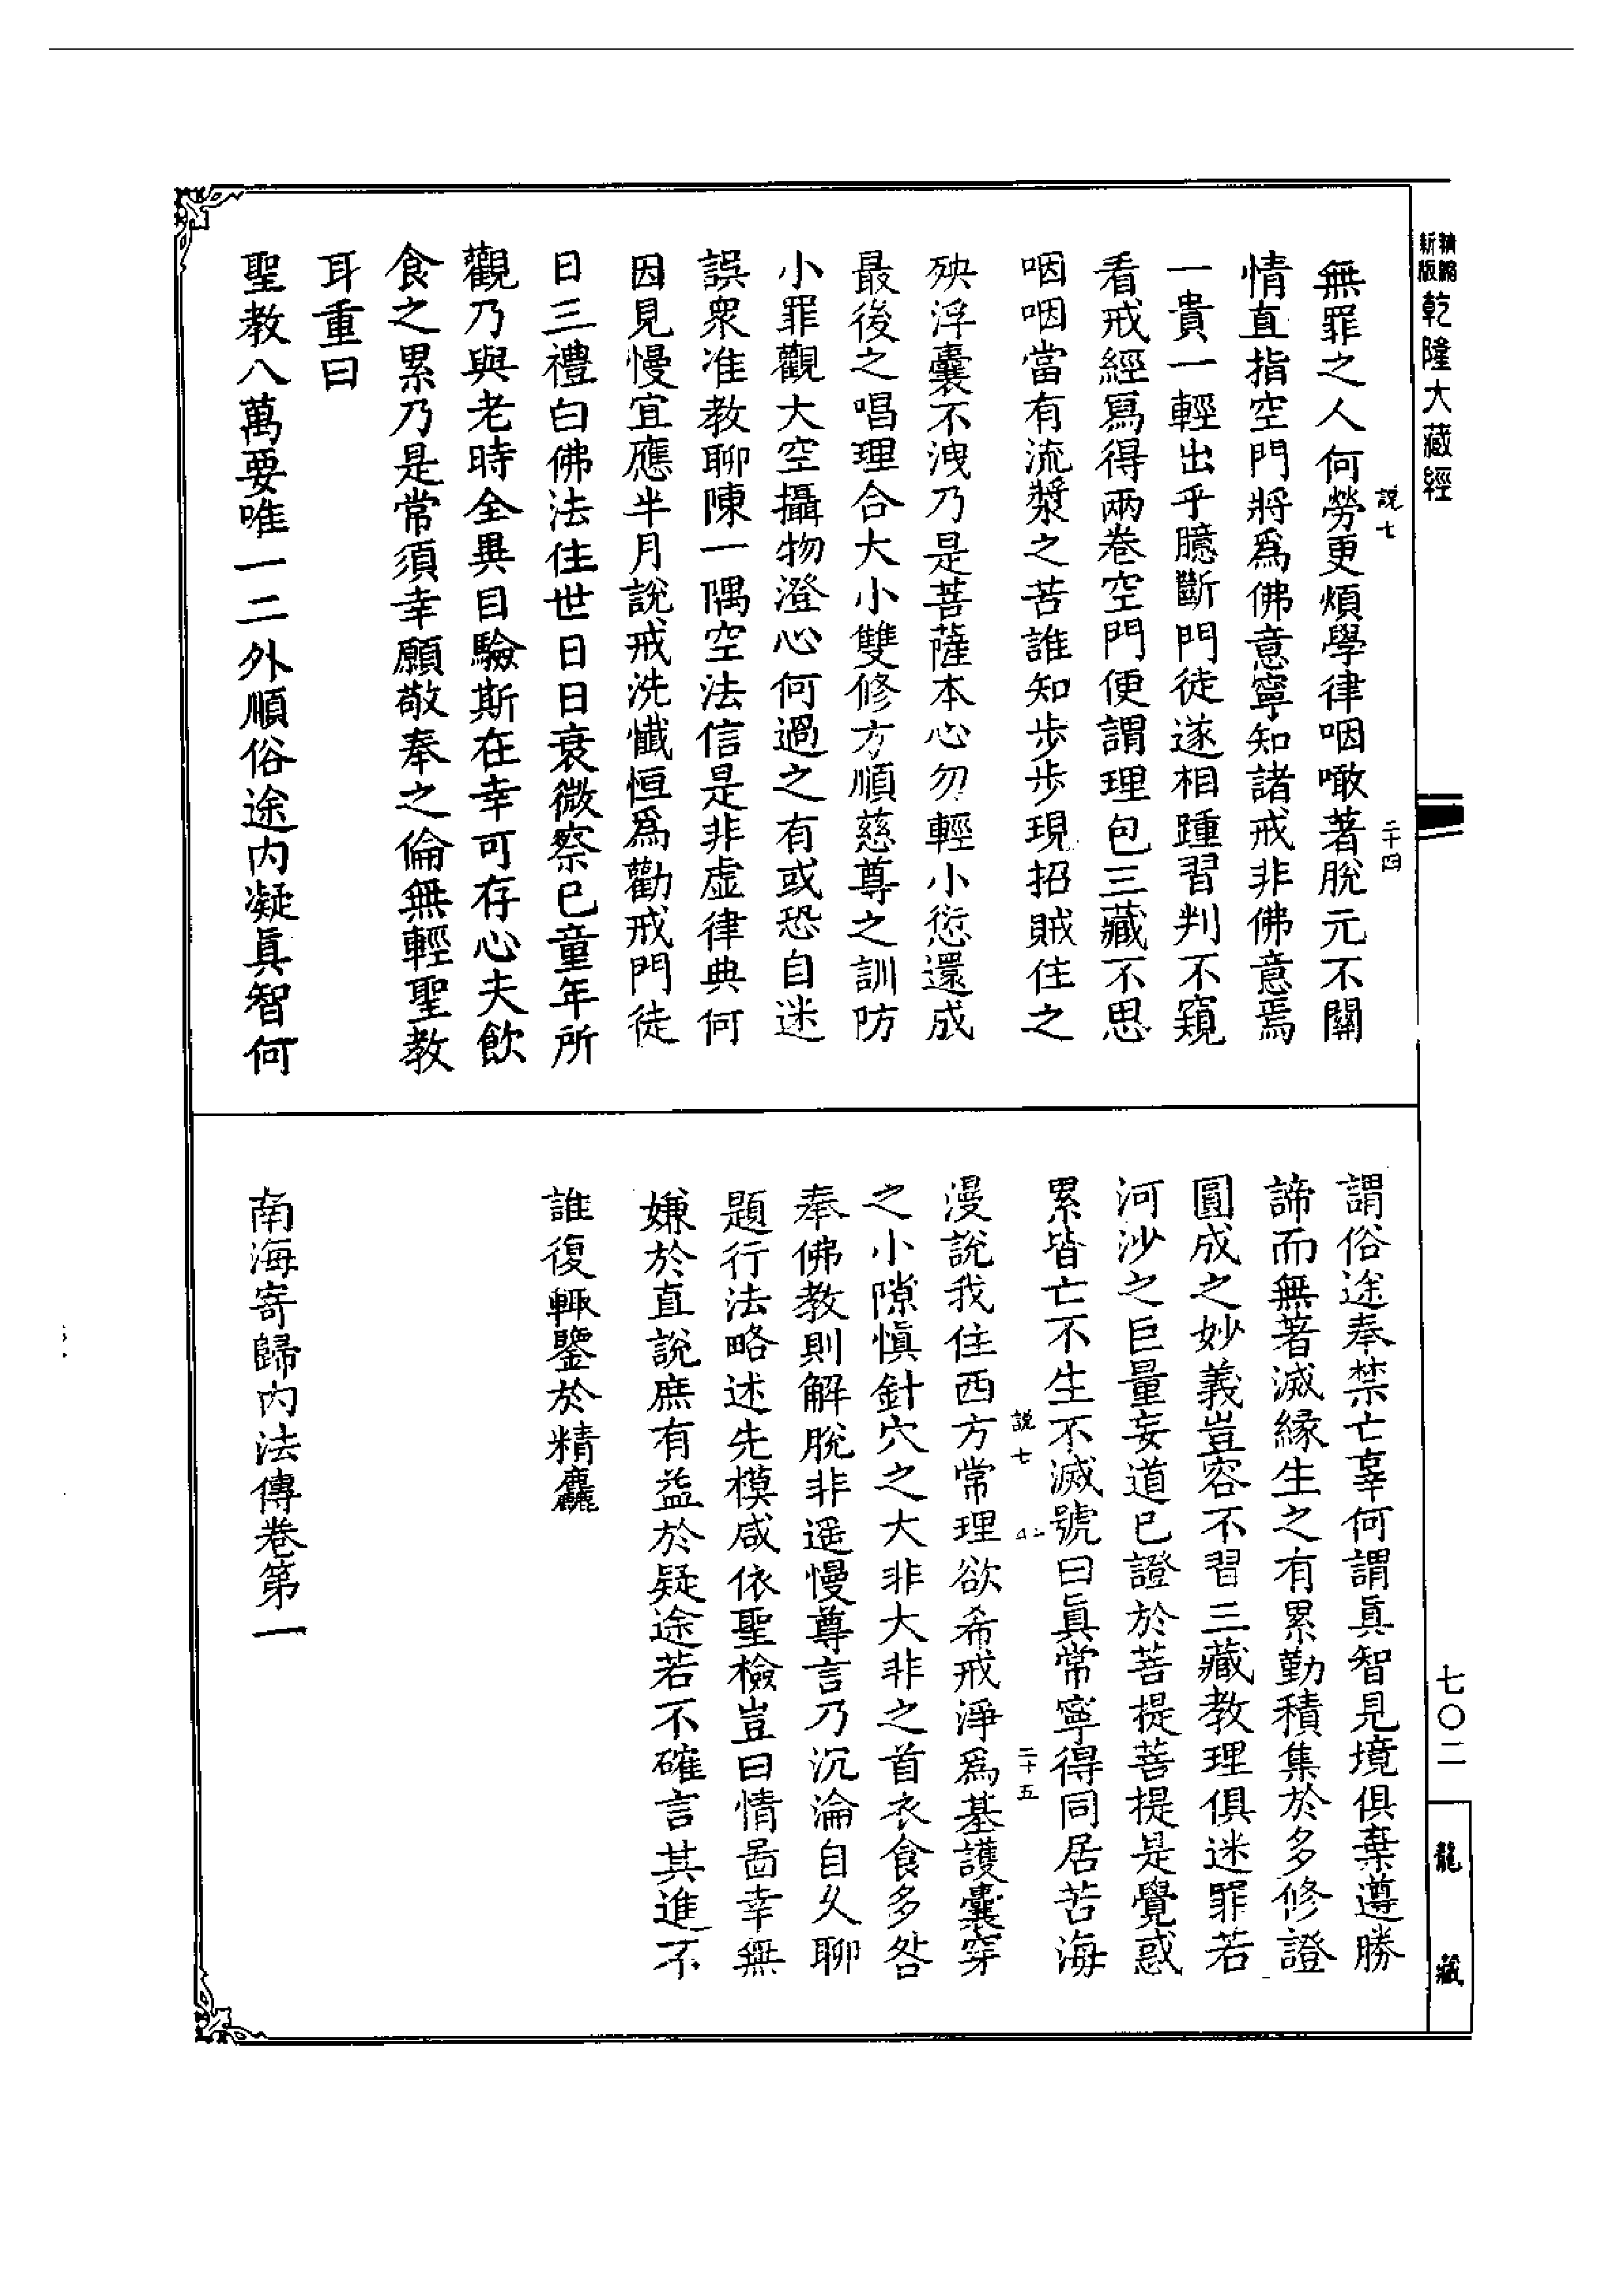 精縮
新版
乾隆大藏經
說七
二十四
無罪之人何勞更煩學律咽噉著脫元不關
情直指空門將爲佛意寧知諸戒非佛意焉
一貴一輕出乎臆斷門徒遂相踵習判不窺
看戒經寫得兩卷空門便謂理包三藏不思
咽咽當有流漿之苦誰知步步現招賊住之
殃浮囊不洩乃是菩薩本心勿輕小愆還成
最後之唱理合大小雙修方順慈尊之訓防
小罪觀大空攝物澄心何過之有或恐自迷
誤衆准教聊陳一隅空法信是非虛律典何
因見慢宜應半月說戒洗懺恒爲勸戒門徒
日三禮白佛法住世日日衰微察已童年所
觀乃與老時全異目驗斯在幸可存心夫飲
食之累乃是常須幸願敬奉之倫無輕聖教
耳重曰
聖教八萬要唯一二外順俗途內凝眞智何
謂俗途奉禁亡辜何謂眞智見境俱棄遵勝
諦而無著滅緣生之有累勤積集於多修證
圓成之妙義豈容不習三藏教理俱迷罪若
河沙之巨量妄道已證於菩提菩提是覺惑
累皆亡不生不滅號曰眞常寧得同居苦海
說七
二十五
漫說我住西方常理欲希戒淨爲基護囊穿
之小隙愼針穴之大非大非之首衣食多咎
奉佛教則解脫非遥慢尊言乃沉淪自久聊
題行法略述先模咸依聖檢豈曰情啚幸無
嫌於直說庶有益於疑途若不確言其進不
誰復輒鑒於精麤
南海寄歸內法傳卷第一
七〇二
龍藏